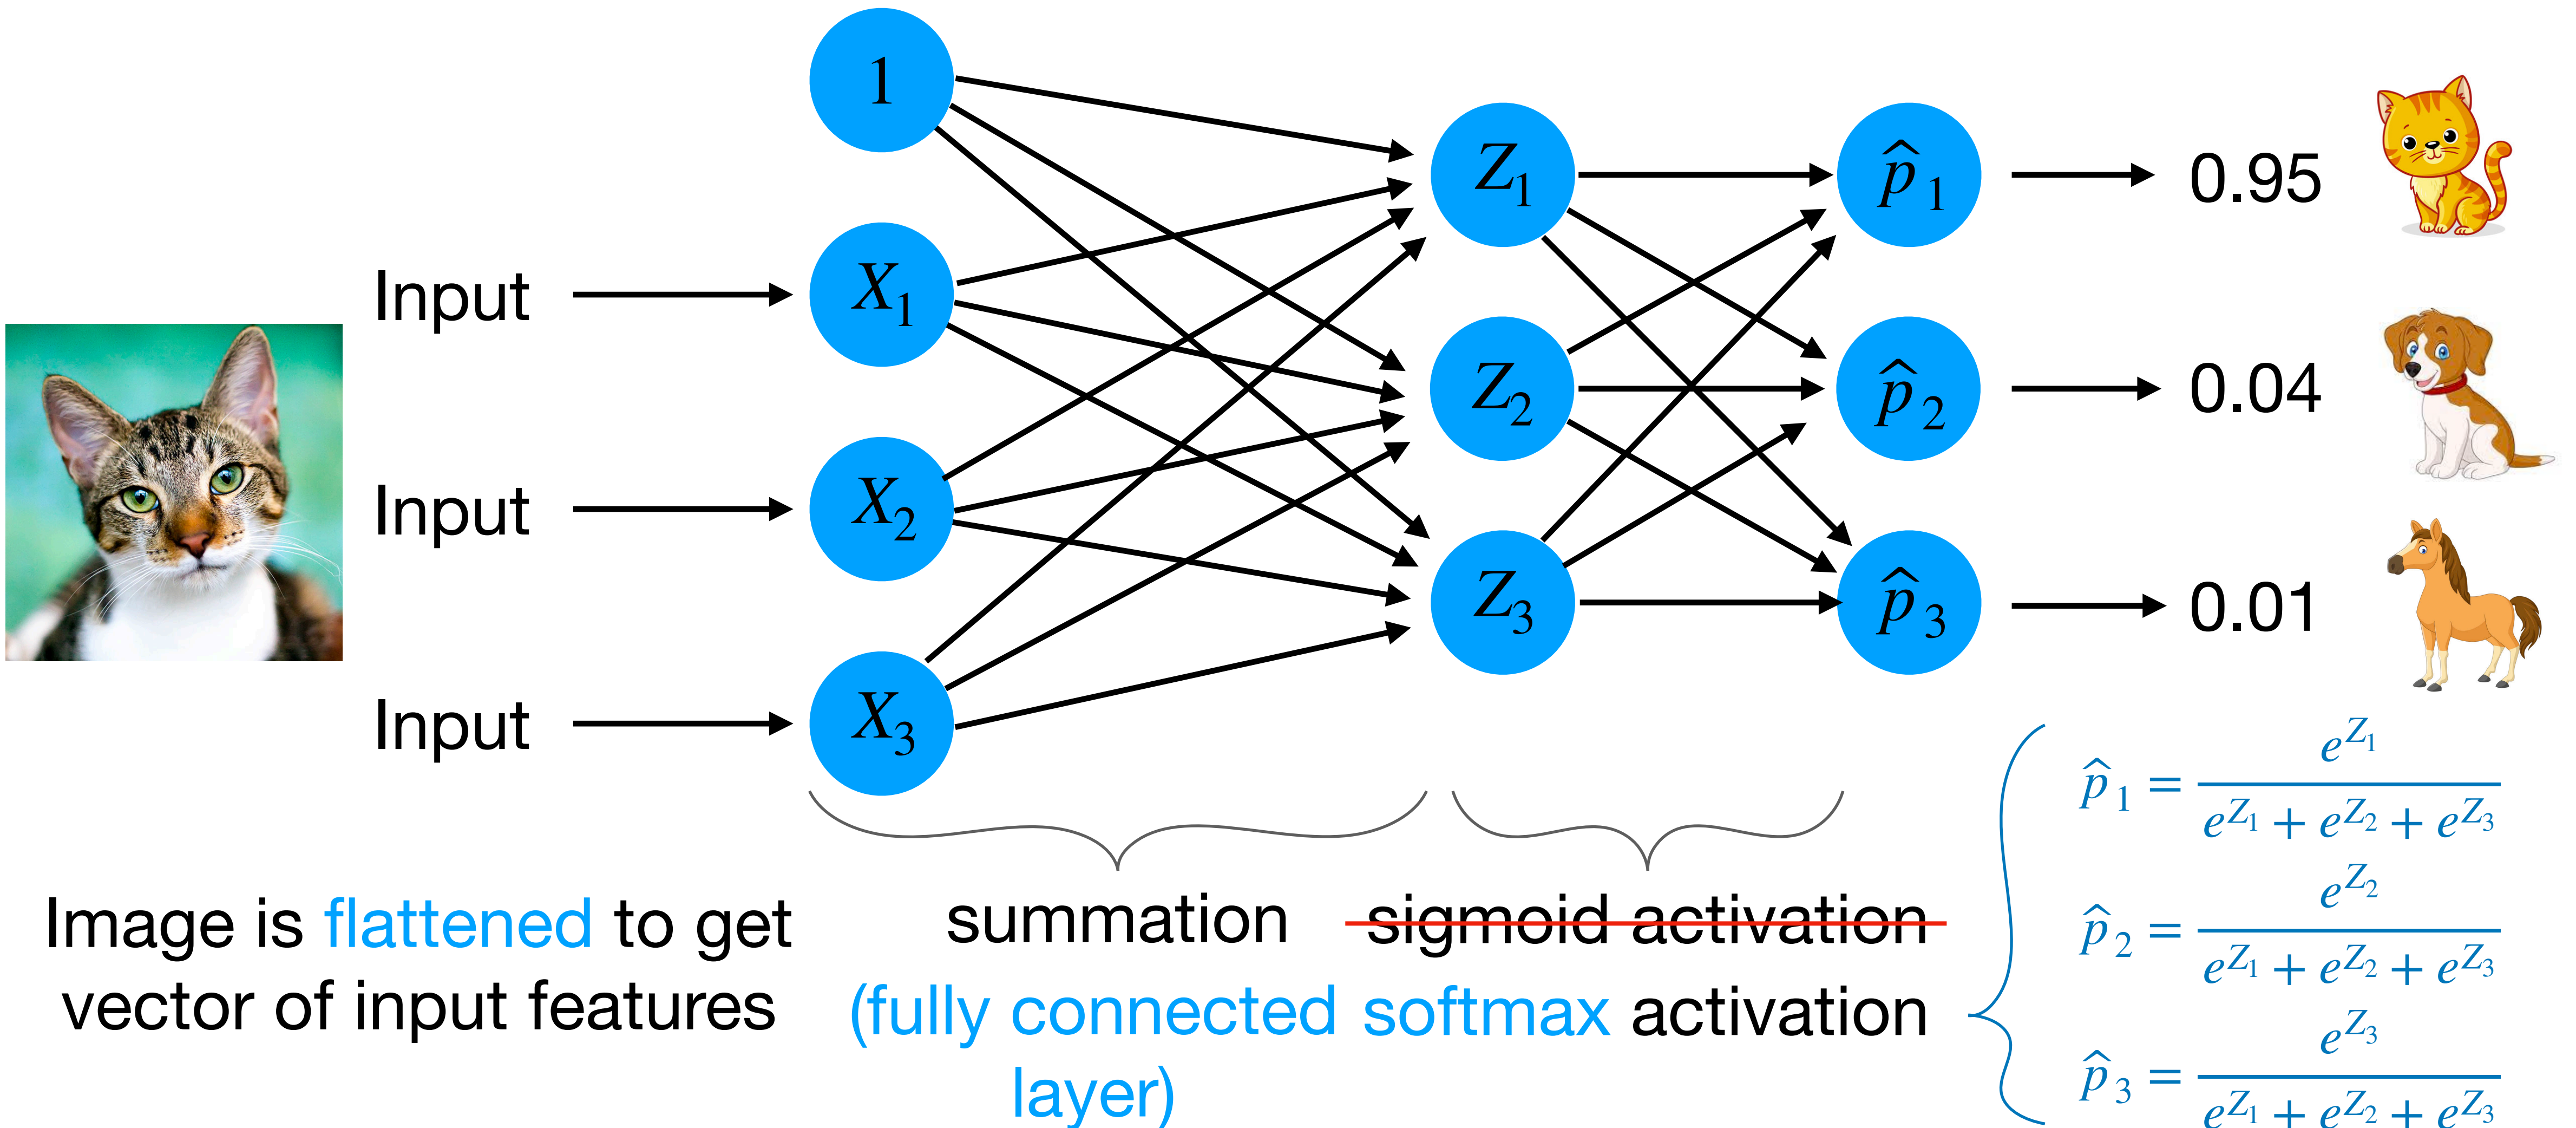 1
Z₁
p̂₁
0.95
Input
X₁
Z₂
p̂₂
0.04
Input
X₂
Z₃
p̂₃
0.01
Input
X₃
p̂₁ = e^{Z₁} / (e^{Z₁} + e^{Z₂} + e^{Z₃})
p̂₂ = e^{Z₂} / (e^{Z₁} + e^{Z₂} + e^{Z₃})
p̂₃ = e^{Z₃} / (e^{Z₁} + e^{Z₂} + e^{Z₃})
Image is flattened to get
vector of input features
summation
(fully connected
layer)
sigmoid activation
softmax activation